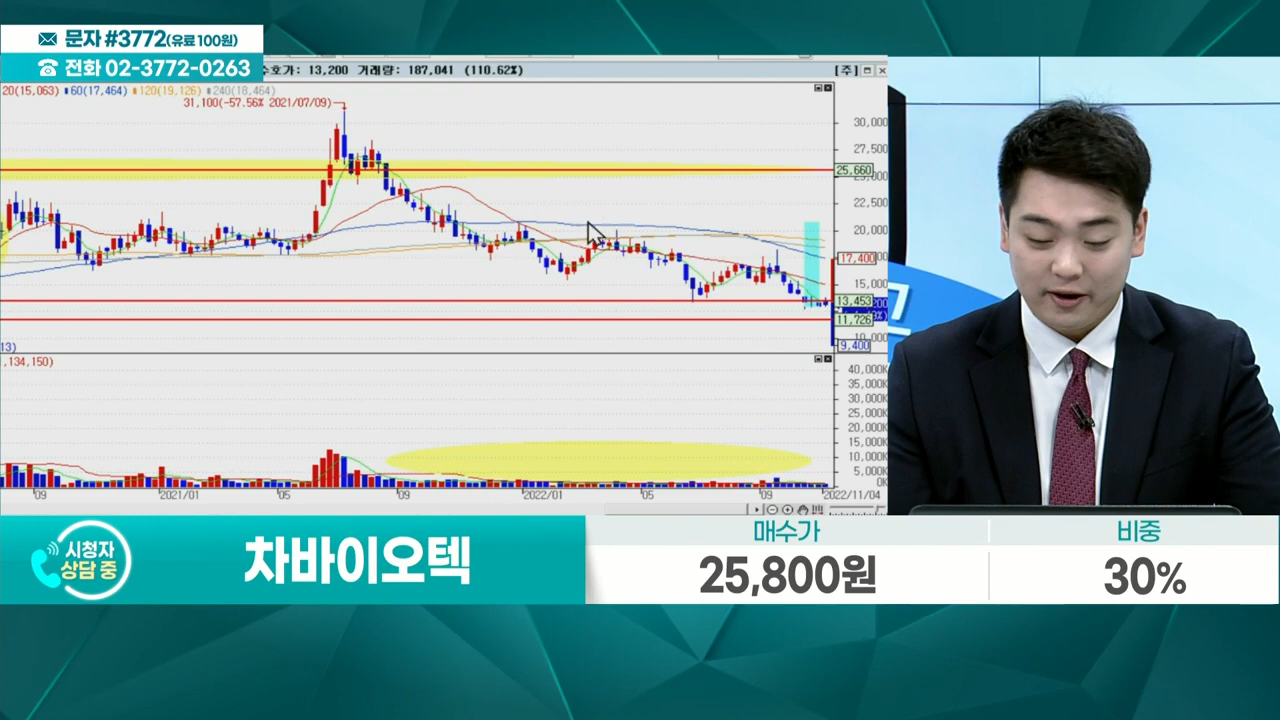 문자 #3772(유료 100원)
전화 02-3772-0263
수호가: 13,200 거래량: 187,041 (110.62%)
[주]
20(15,063) 60(17,464) 120(19,126) 240(18,464)
31,100(-57.56% 2021/07/09)
30,000
27,500
25,660
25,000
22,500
20,000
17,400
15,000
13,453
11,726
10,000
9,400
13)
,134,150)
40,000K
35,000K
30,000K
25,000K
20,000K
15,000K
10,000K
5,000K
0K
09 2021/01 05 09 2022/01 05 09 2022/11/04
시청자
상담 중
차바이오텍
매수가 비중
25,800원 30%